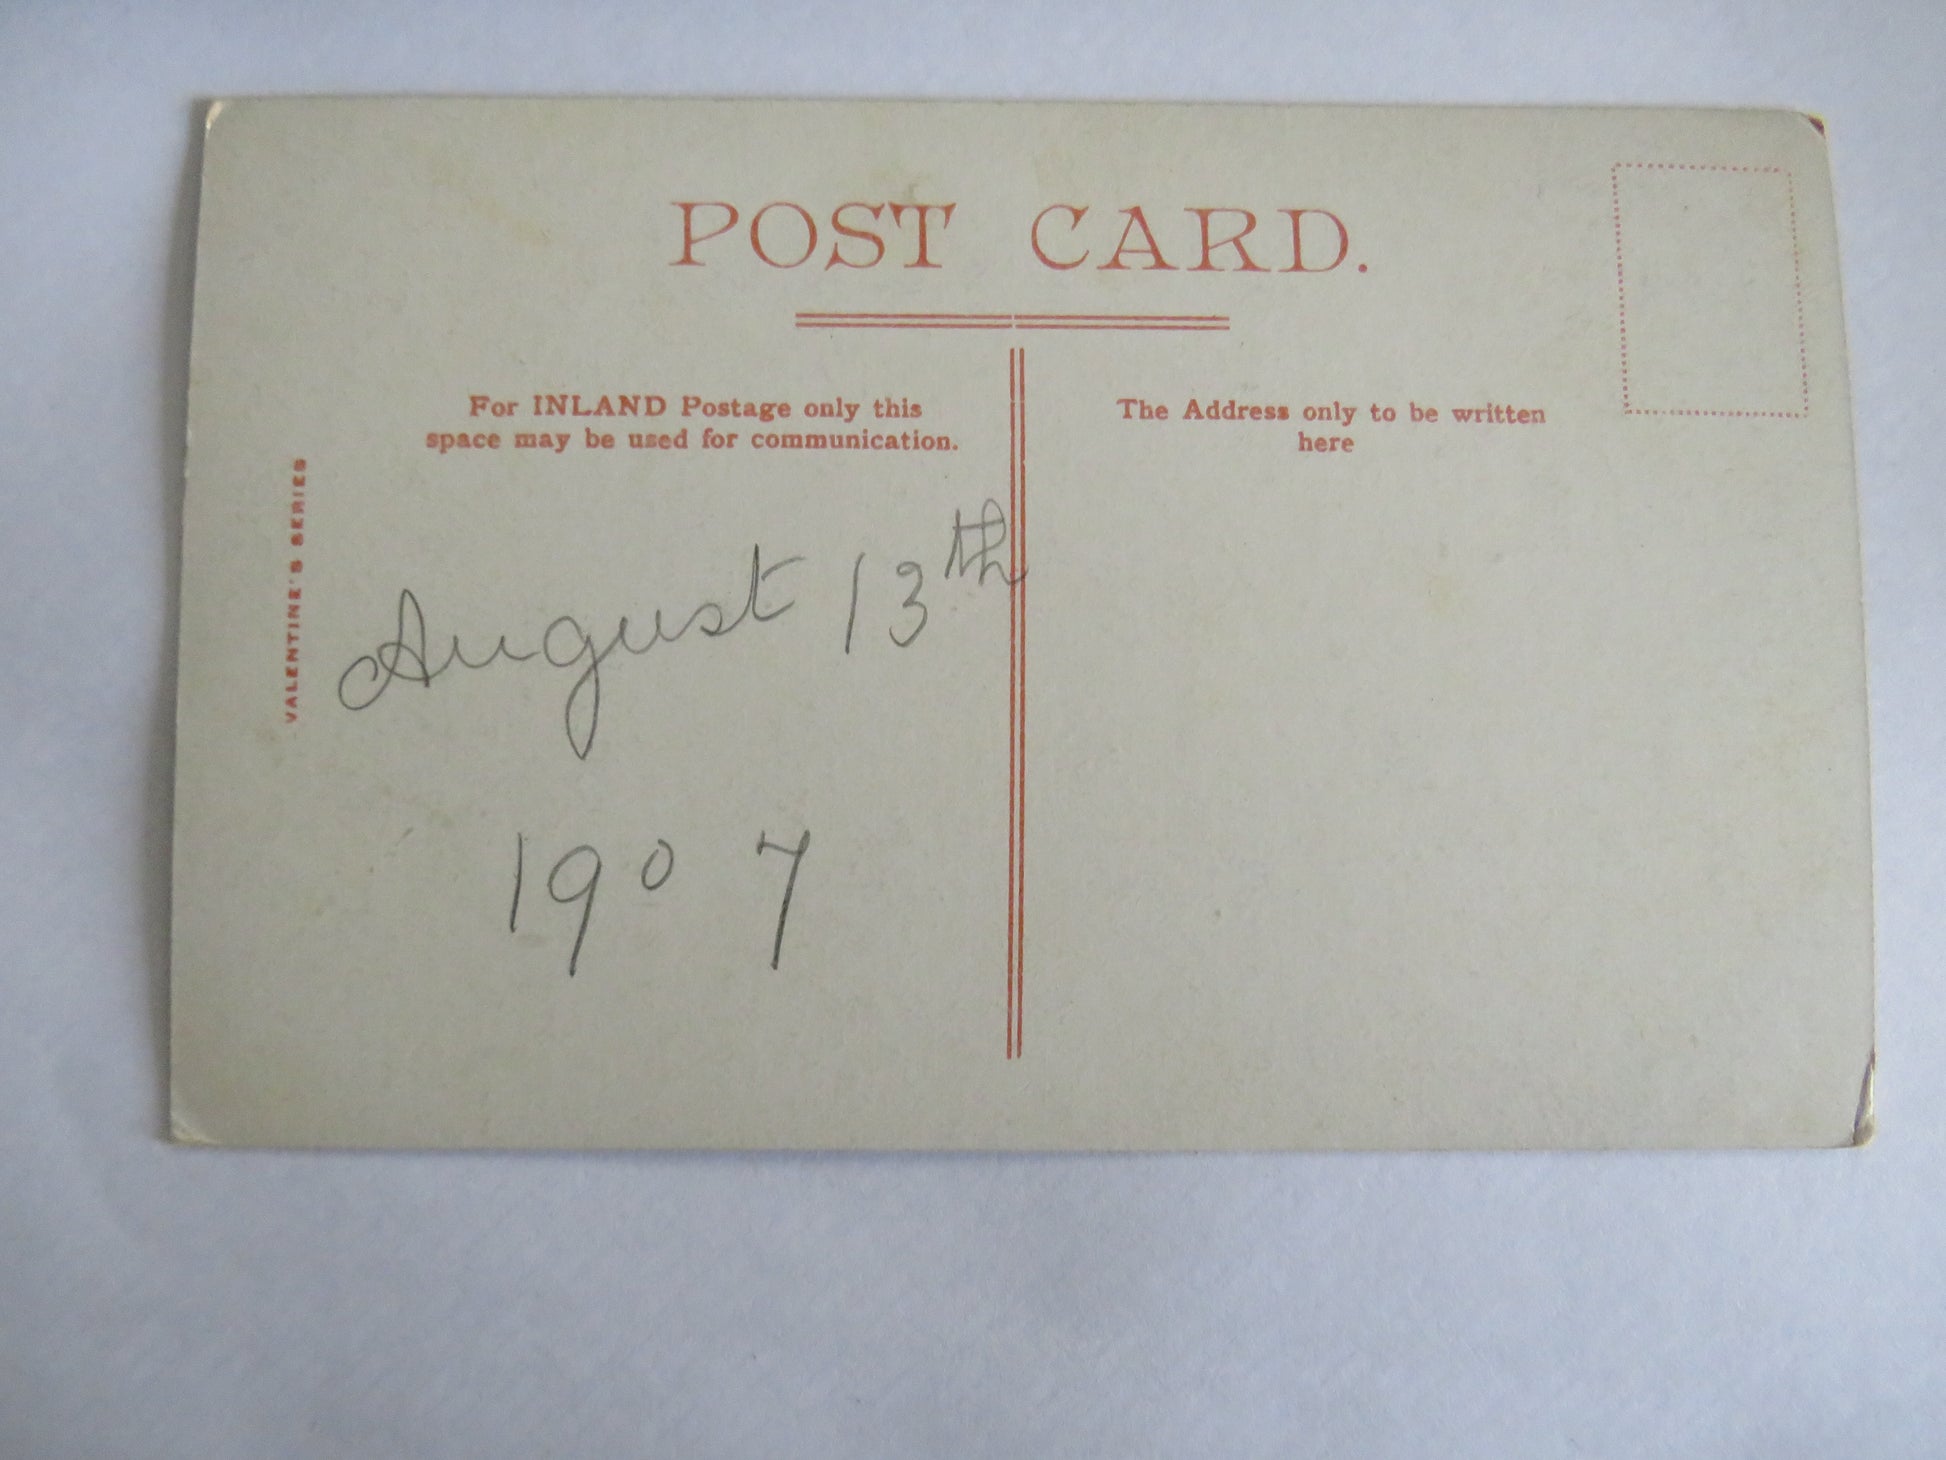 POST CARD.
For INLAND Postage only this
space may be used for communication.
The Address only to be written
here
VALENTINE'S SERIES
August 13th
1907